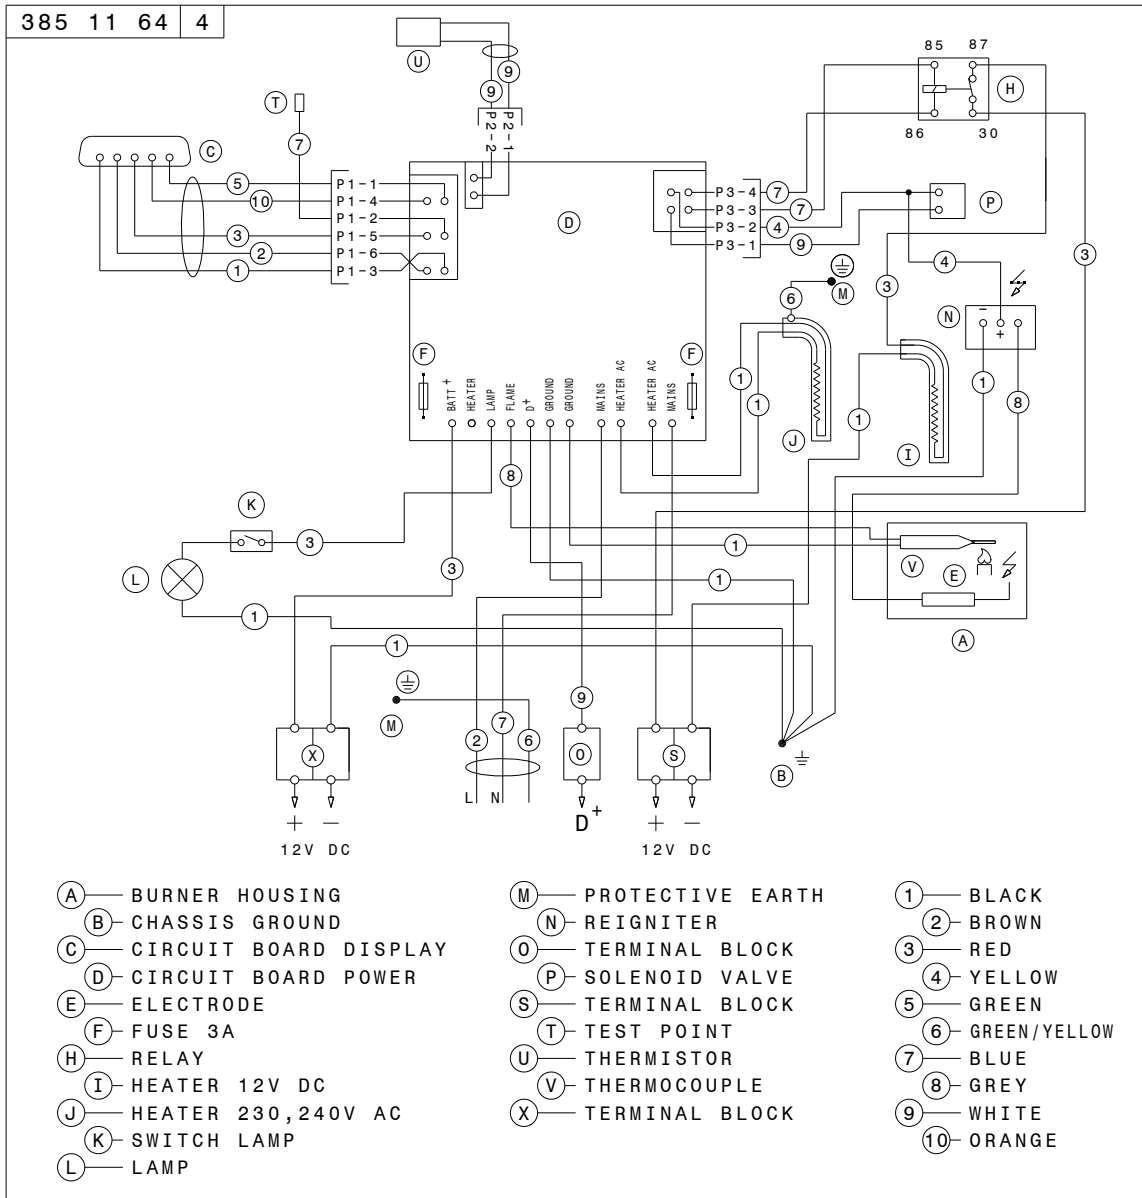 385 11 64 4
U
9
9
P2-2
P2-1
T
7
C
85 87
H
86 30
5
10
3
2
1
P1-1
P1-4
P1-2
P1-5
P1-6
P1-3
D
P3-4 7
P3-3 7
P3-2 4
P3-1 9
P
4
3
3
6
M
N
- +
F
F
BATT+
HEATER
LAMP
FLAME
D+
GROUND
GROUND
MAINS
HEATER AC
HEATER AC
MAINS
1
1
J
1
I
1
8
8
K
3
L
1
3
1
1
1
V
E
A
M
9
2
7
6
X
O
S
B
L N
D+
+ -
12V DC
+ -
12V DC
A BURNER HOUSING
B CHASSIS GROUND
C CIRCUIT BOARD DISPLAY
D CIRCUIT BOARD POWER
E ELECTRODE
F FUSE 3A
H RELAY
I HEATER 12V DC
J HEATER 230,240V AC
K SWITCH LAMP
L LAMP
M PROTECTIVE EARTH
N REIGNITER
O TERMINAL BLOCK
P SOLENOID VALVE
S TERMINAL BLOCK
T TEST POINT
U THERMISTOR
V THERMOCOUPLE
X TERMINAL BLOCK
1 BLACK
2 BROWN
3 RED
4 YELLOW
5 GREEN
6 GREEN/YELLOW
7 BLUE
8 GREY
9 WHITE
10 ORANGE